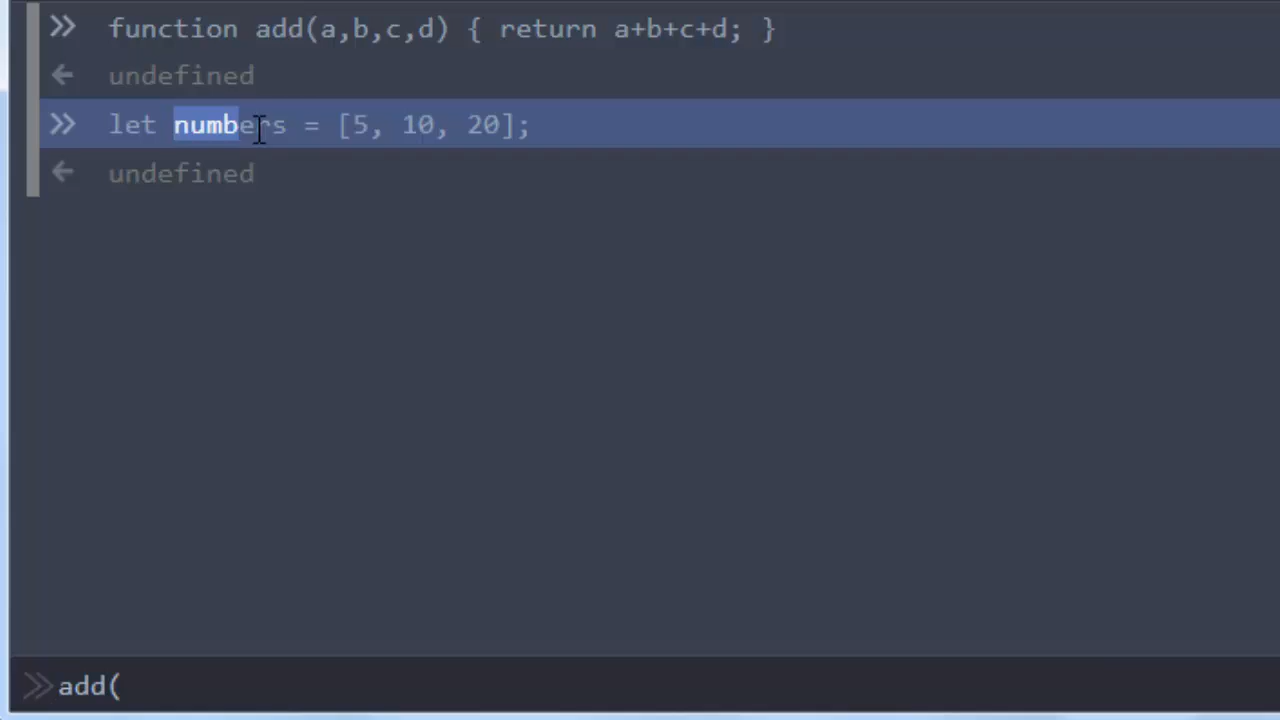 >> function add(a,b,c,d) { return a+b+c+d; }
← undefined
>> let numbers = [5, 10, 20];
← undefined
>> add(